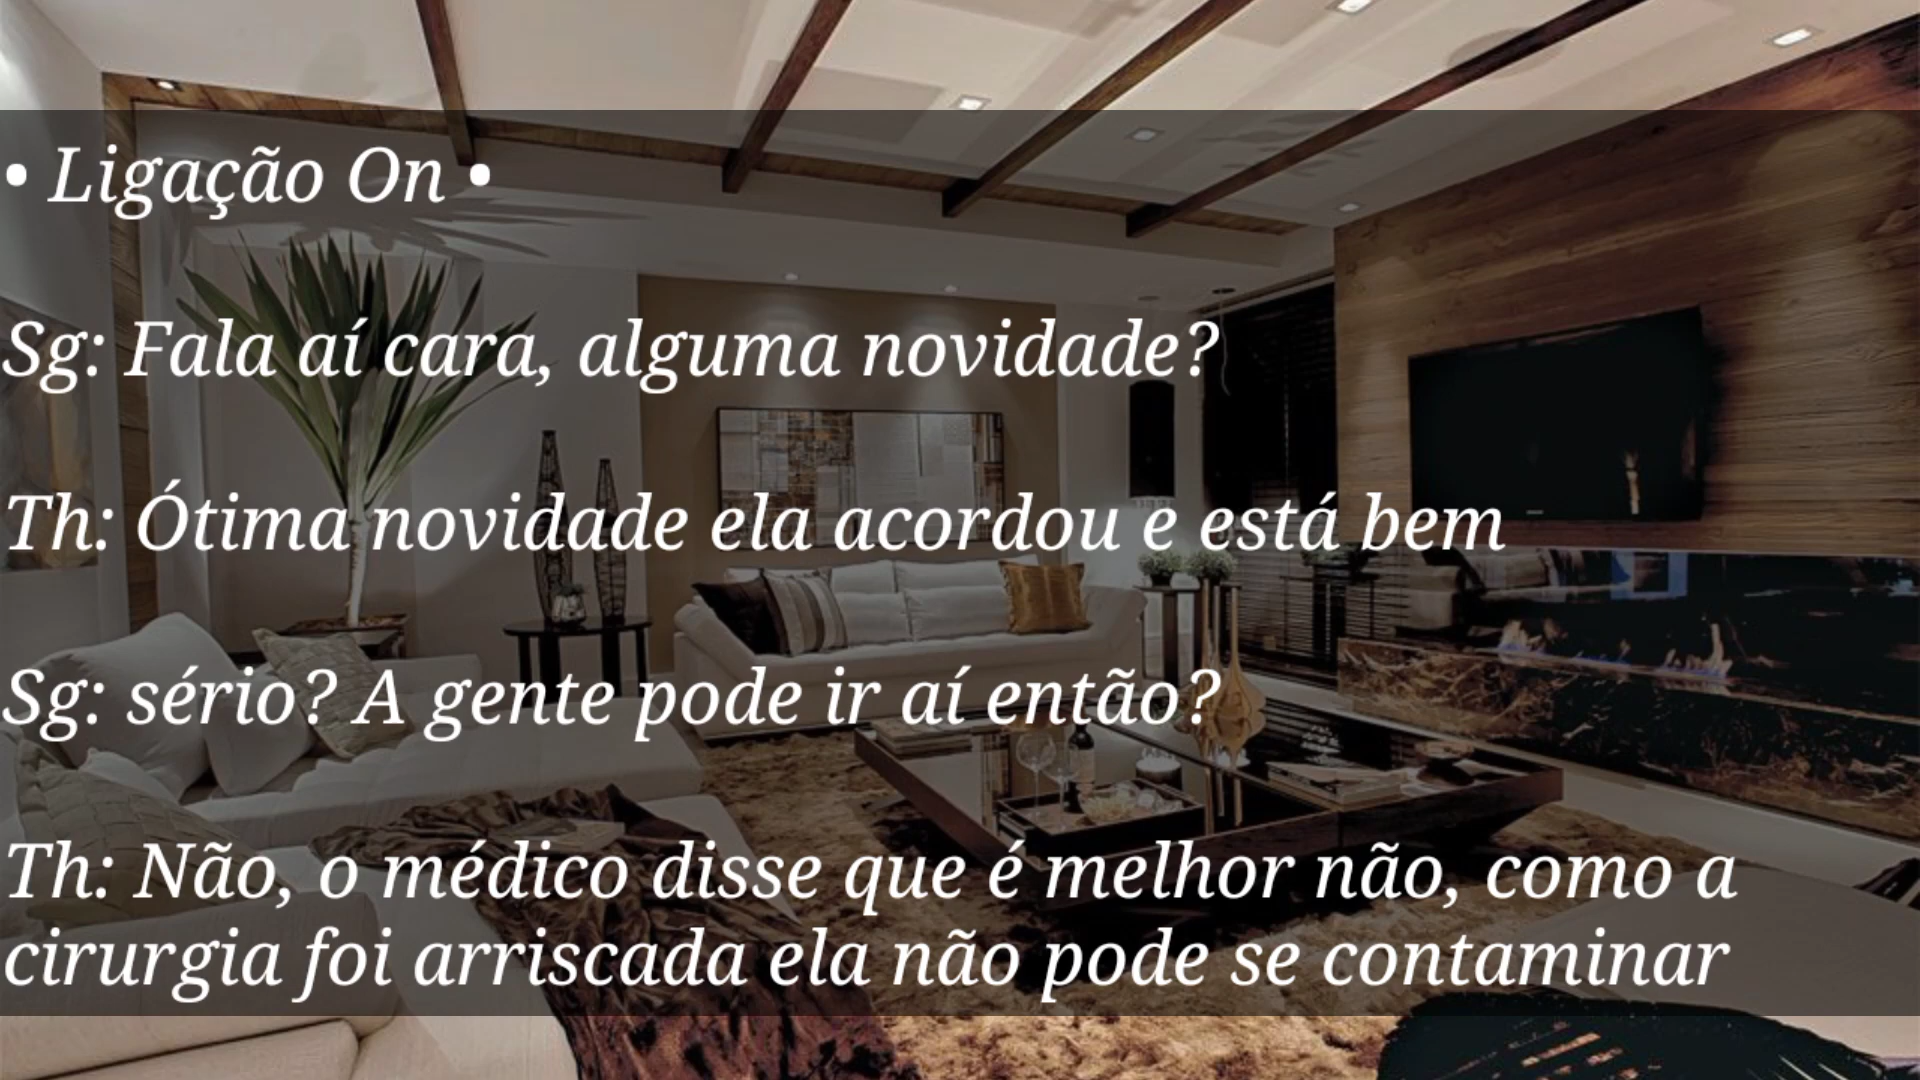 • Ligação On •
Sg: Fala aí cara, alguma novidade?
Th: Ótima novidade ela acordou e está bem
Sg: sério? A gente pode ir aí então?
Th: Não, o médico disse que é melhor não, como a
cirurgia foi arriscada ela não pode se contaminar